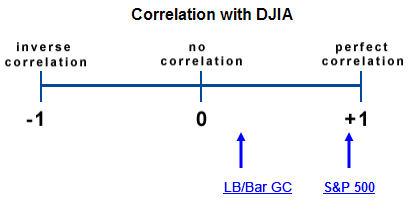 Correlation with DJIA
inverse correlation
no correlation
perfect correlation
-1 0 +1
LB/Bar GC S&P 500